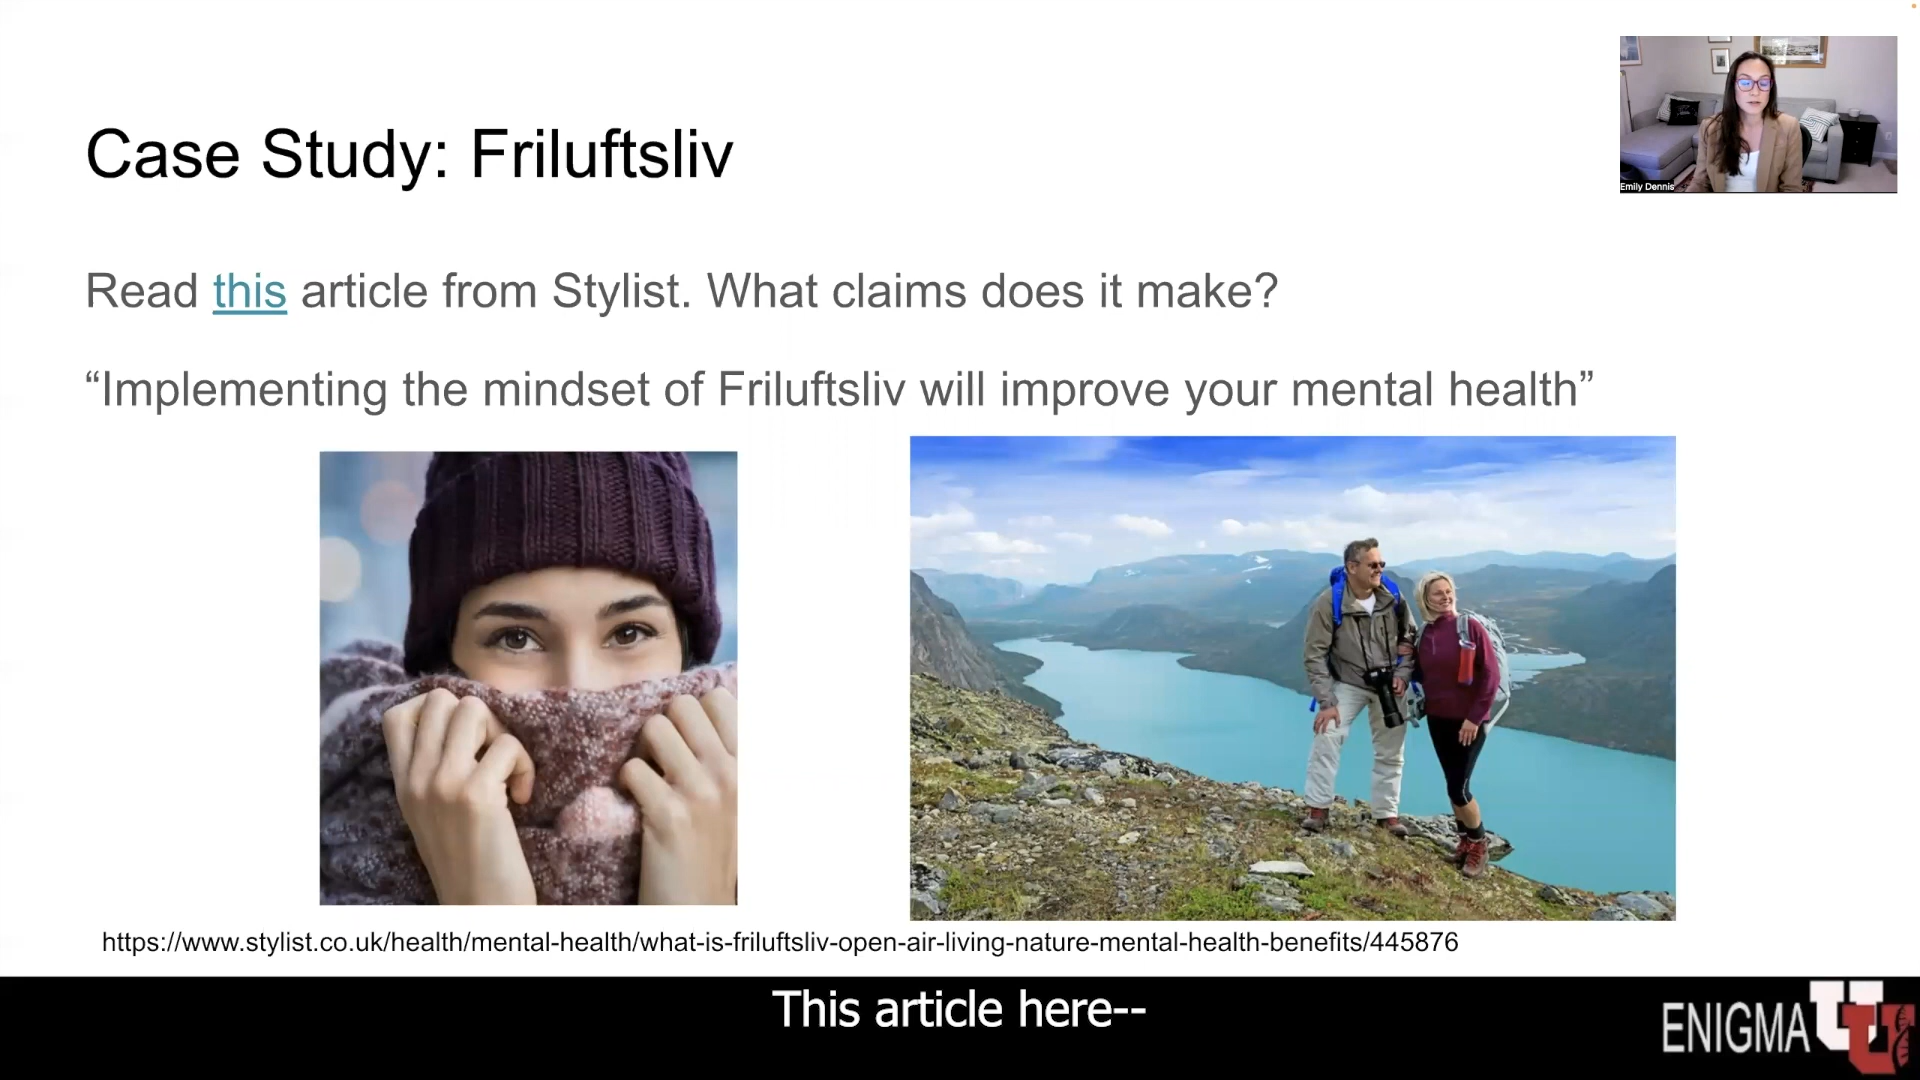 Emily Dennis
Case Study: Friluftsliv
Read this article from Stylist. What claims does it make?
“Implementing the mindset of Friluftsliv will improve your mental health”
https://www.stylist.co.uk/health/mental-health/what-is-friluftsliv-open-air-living-nature-mental-health-benefits/445876
This article here--
ENIGMA U